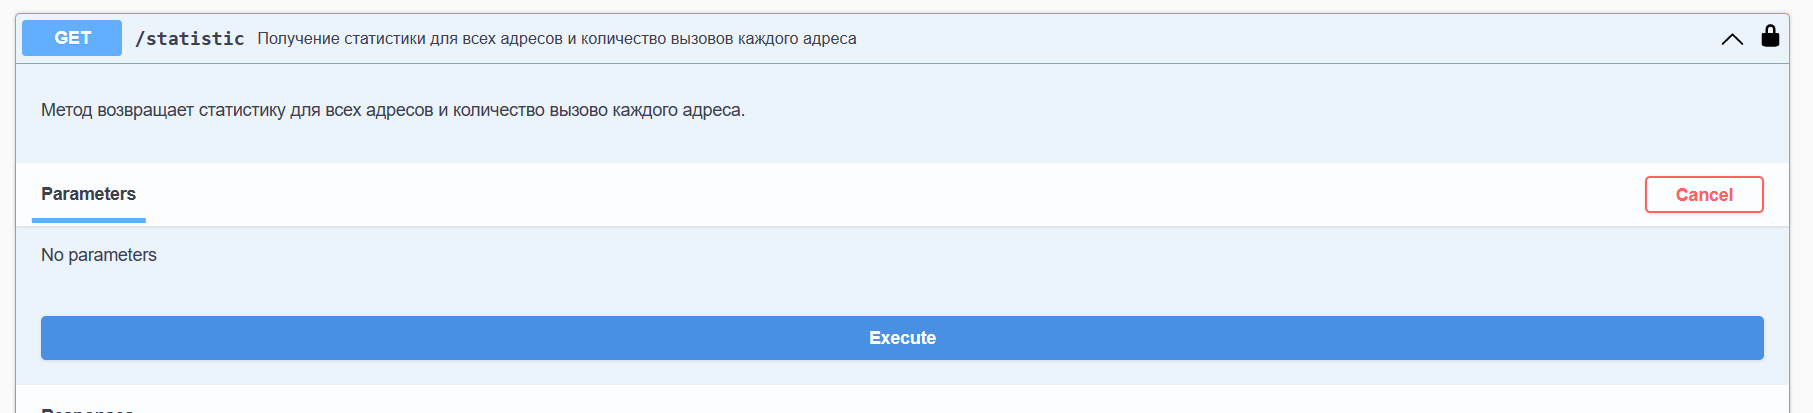 GET /statistic Получение статистики для всех адресов и количество вызовов каждого адреса
Метод возвращает статистику для всех адресов и количество вызово каждого адреса.
Parameters
Cancel
No parameters
Execute
Responses